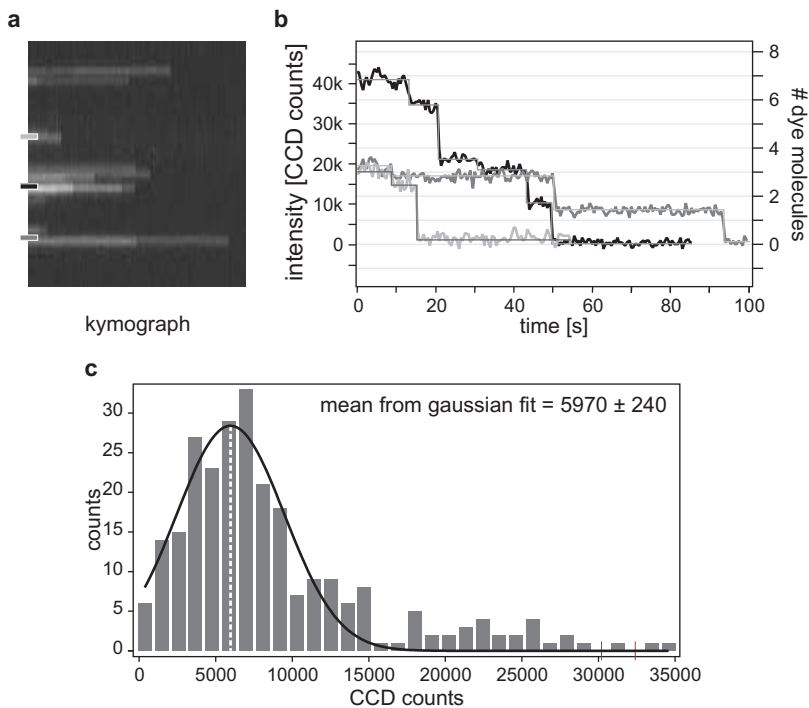 a
kymograph
b
intensity [CCD counts]
40k
30k
20k
10k
0
8
6
4
2
0
# dye molecules
0 20 40 60 80 100
time [s]
c
mean from gaussian fit = 5970 ± 240
counts
30
25
20
15
10
5
0
0 5000 10000 15000 20000 25000 30000 35000
CCD counts